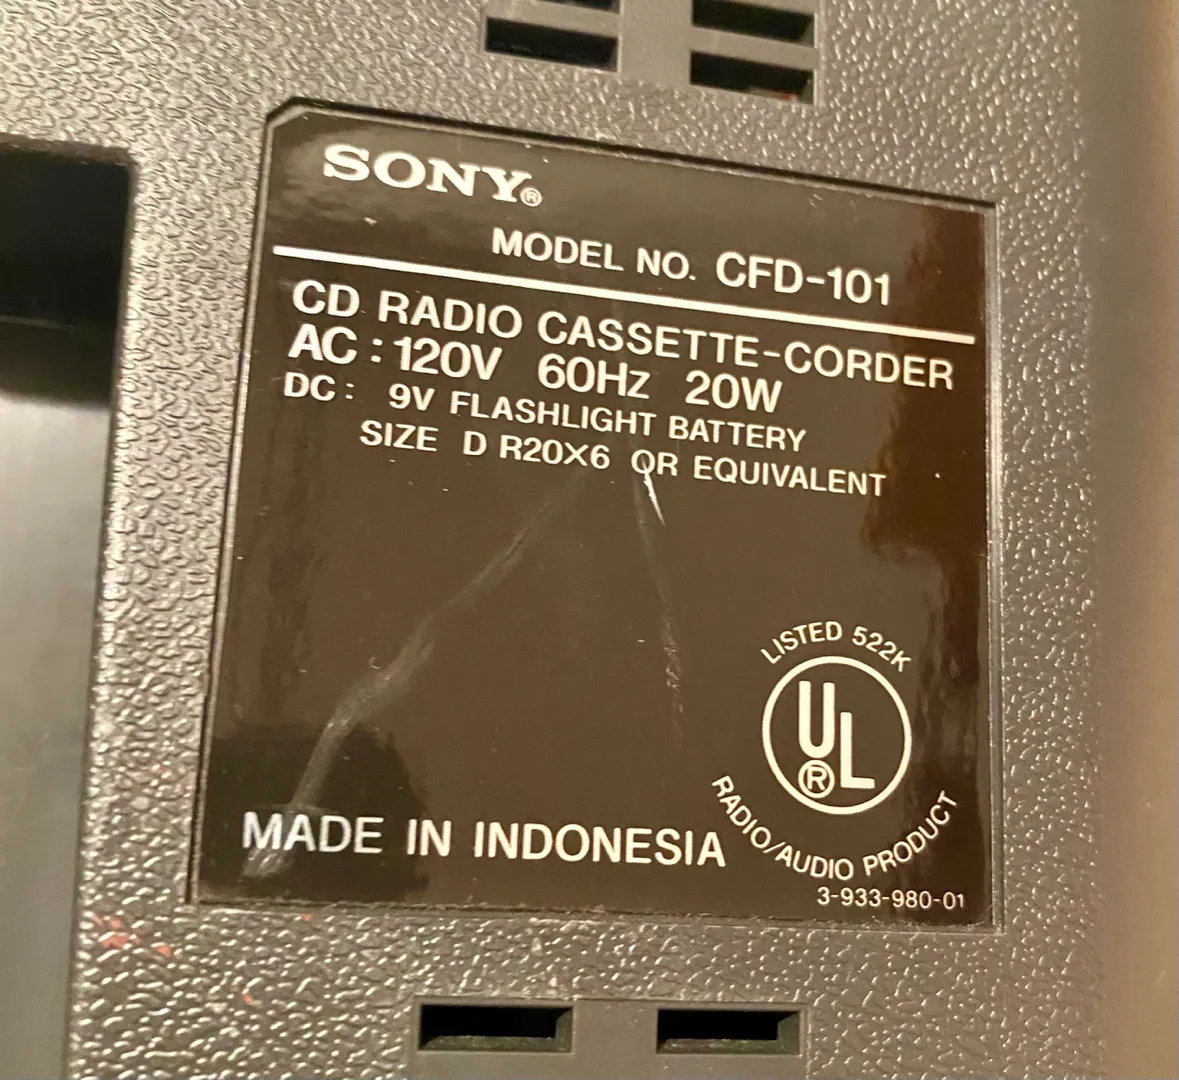 SONY®
MODEL NO. CFD-101
CD RADIO CASSETTE-CORDER
AC : 120V 60Hz 20W
DC : 9V FLASHLIGHT BATTERY
SIZE D R20X6 OR EQUIVALENT
LISTED 522K
UL®
RADIO/AUDIO PRODUCT
MADE IN INDONESIA
3-933-980-01